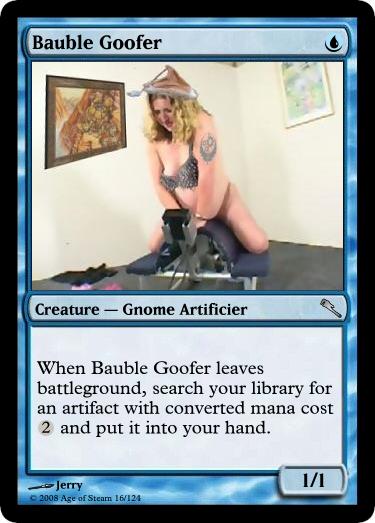 Bauble Goofer
Creature — Gnome Artificier
When Bauble Goofer leaves
battleground, search your library for
an artifact with converted mana cost
2 and put it into your hand.
1/1
Jerry
© 2008 Age of Steam 16/124